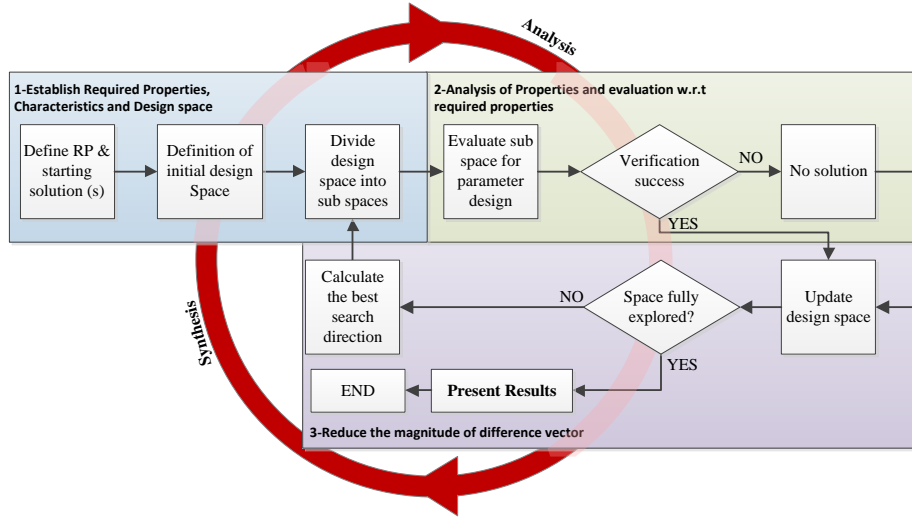 Analysis
1-Establish Required Properties,
Characteristics and Design space
2-Analysis of Properties and evaluation w.r.t
required properties
Define RP &
starting
solution (s)
Definition of
initial design
Space
Divide
design
space into
sub spaces
Evaluate sub
space for
parameter
design
Verification
success
NO
No solution
YES
Calculate
the best
search
direction
NO
Space fully
explored?
Update
design space
YES
Synthesis
END
Present Results
3-Reduce the magnitude of difference vector